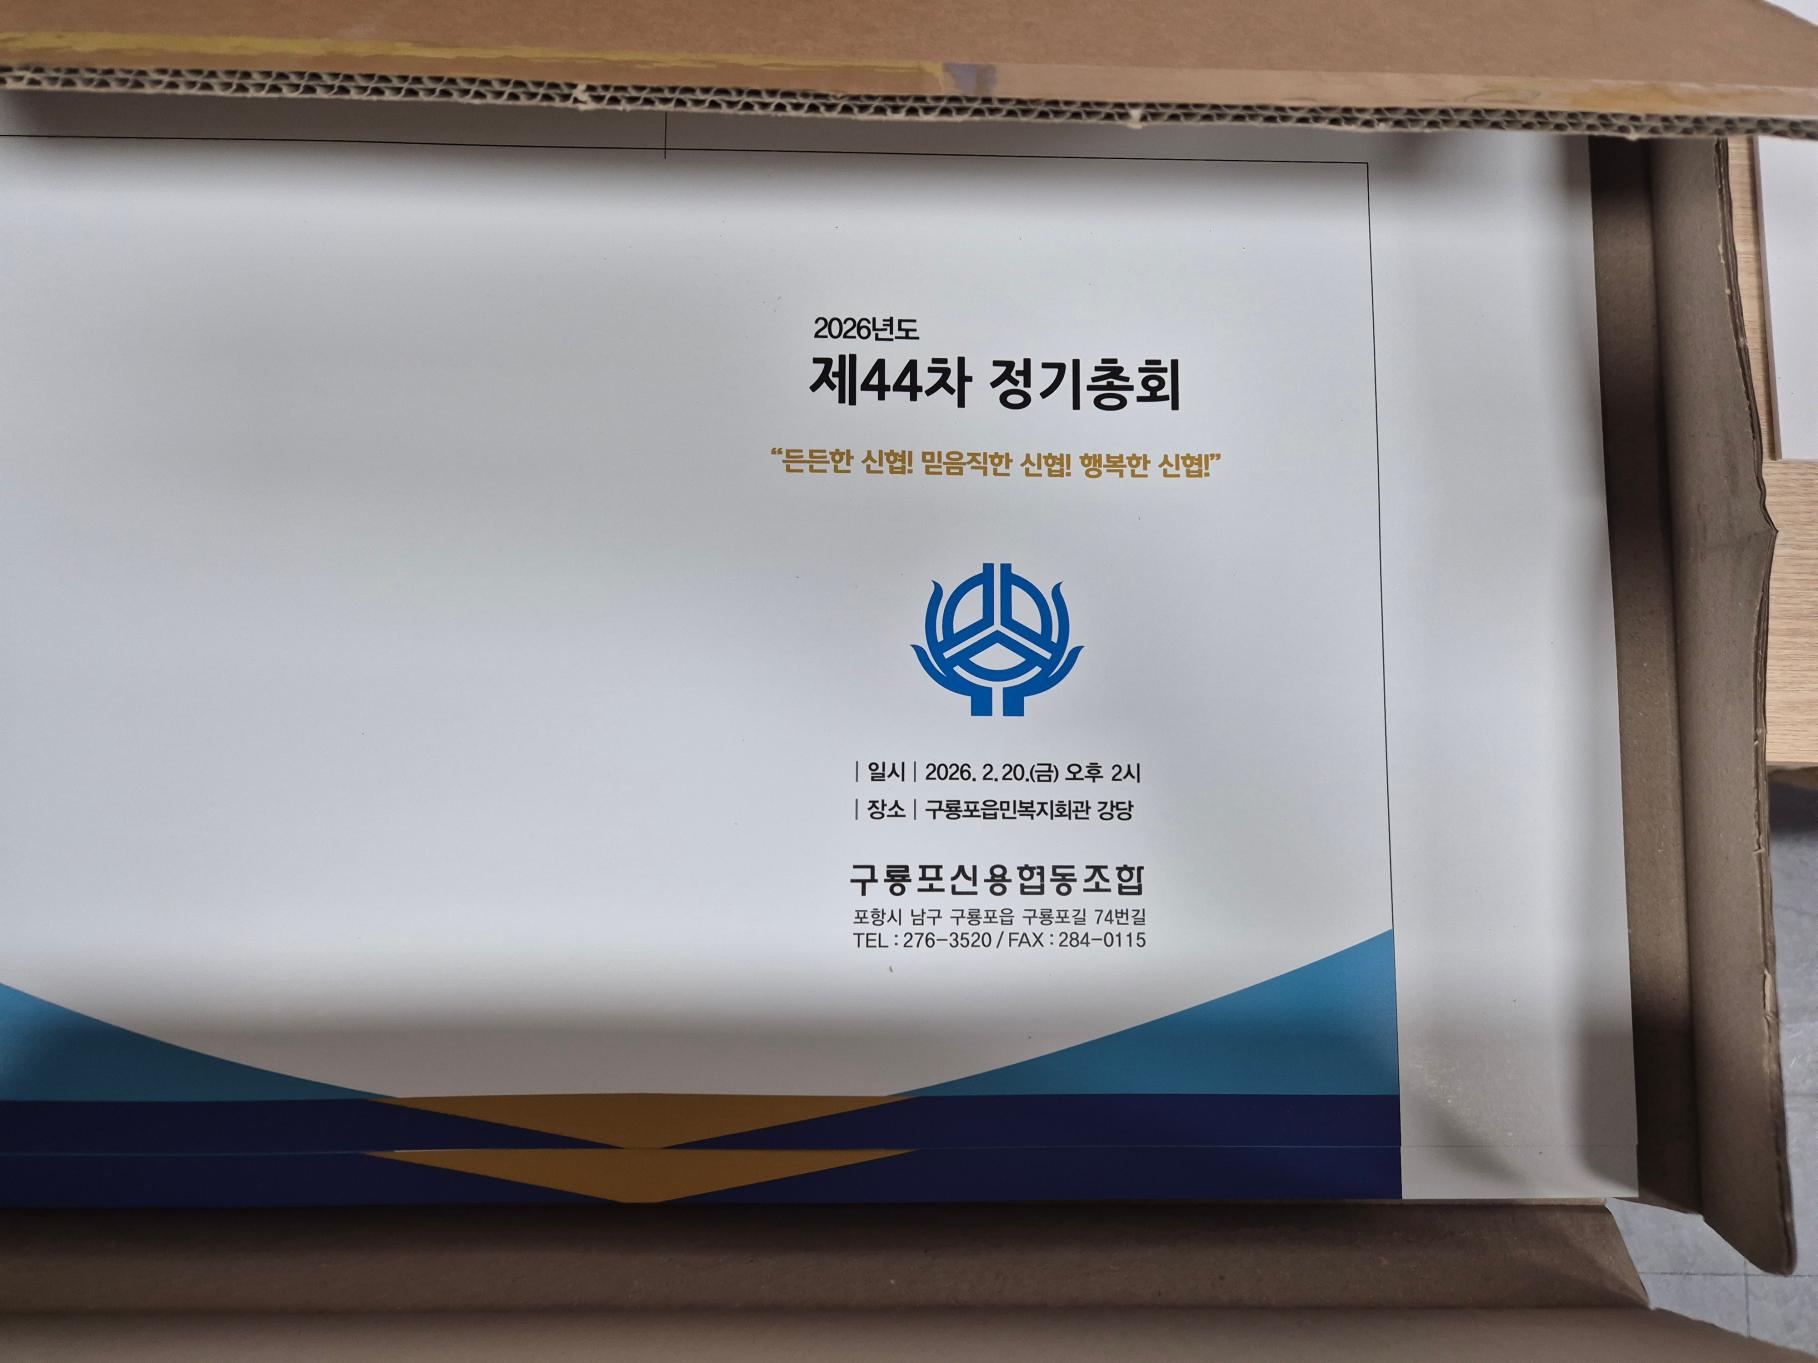 2026년도
제44차 정기총회
“든든한 신협! 믿음직한 신협! 행복한 신협!”
| 일시 | 2026. 2. 20.(금) 오후 2시
| 장소 | 구룡포읍민복지회관 강당
구룡포신용협동조합
포항시 남구 구룡포읍 구룡포길 74번길
TEL : 276-3520 / FAX : 284-0115